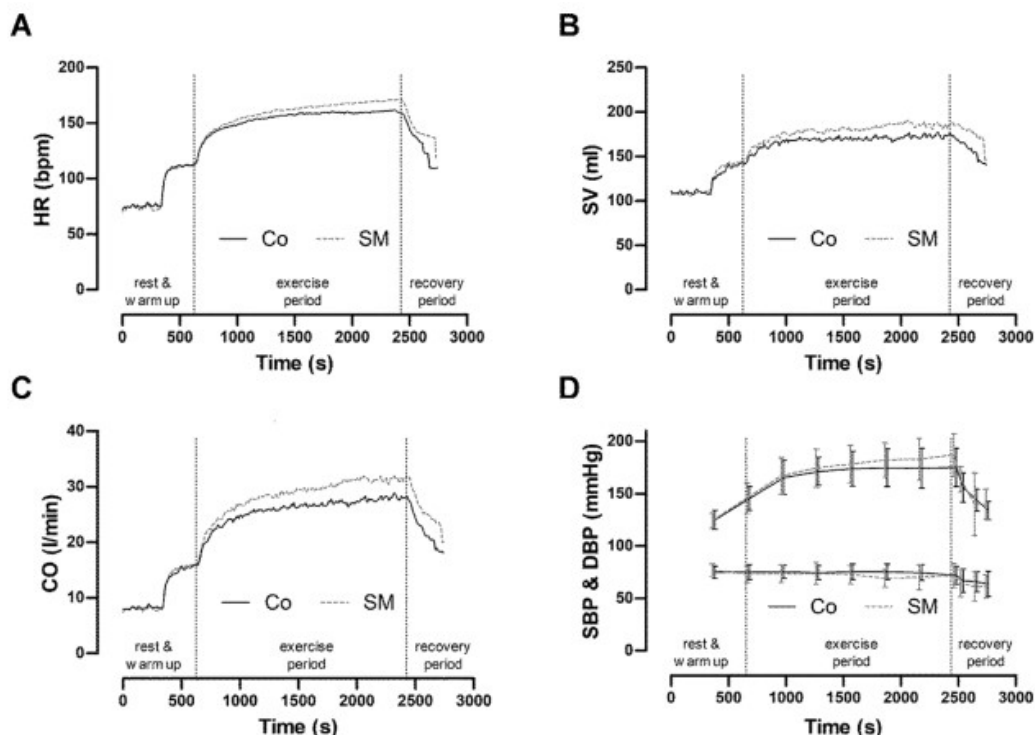 A
HR (bpm)
200
150
100
50
0
Co
SM
rest &
warm up
exercise
period
recovery
period
0 500 1000 1500 2000 2500 3000
Time (s)
B
SV (ml)
250
200
150
100
50
0
Co
SM
rest &
warm up
exercise
period
recovery
period
0 500 1000 1500 2000 2500 3000
Time (s)
C
CO (l/min)
40
30
20
10
0
Co
SM
rest &
warm up
exercise
period
recovery
period
0 500 1000 1500 2000 2500 3000
Time (s)
D
SBP & DBP (mmHg)
200
150
100
50
0
Co
SM
rest &
warm up
exercise
period
recovery
period
0 500 1000 1500 2000 2500 3000
Time (s)